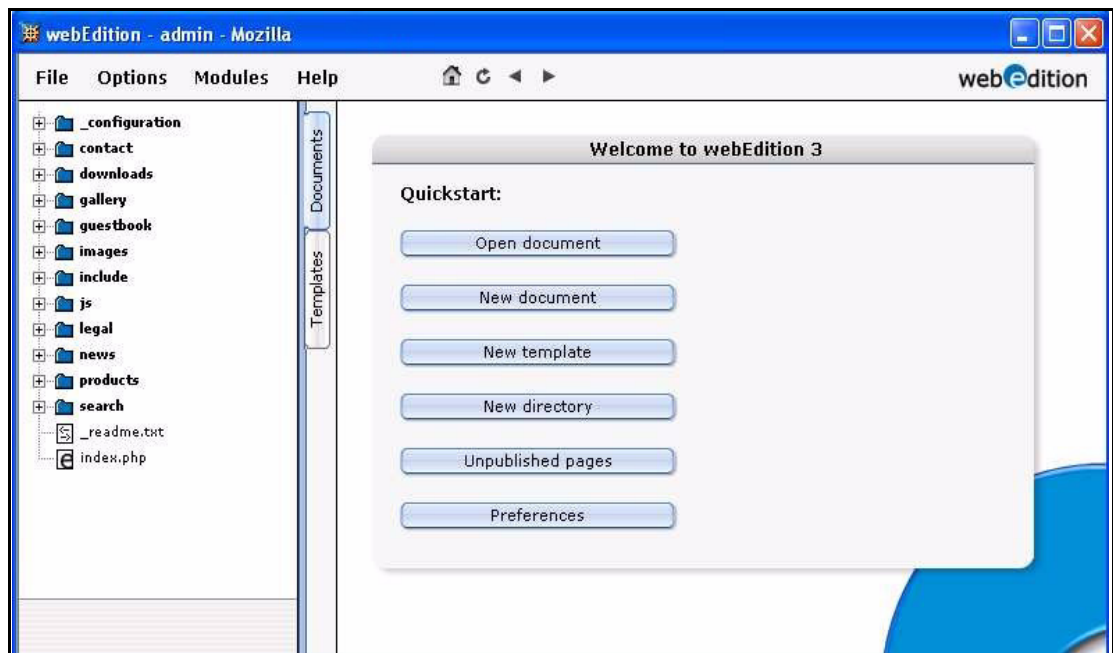 webEdition - admin - Mozilla
File Options Modules Help
webedition
_configuration
contact
downloads
gallery
guestbook
images
include
js
legal
news
products
search
_readme.txt
index.php
Documents
Templates
Welcome to webEdition 3
Quickstart:
Open document
New document
New template
New directory
Unpublished pages
Preferences